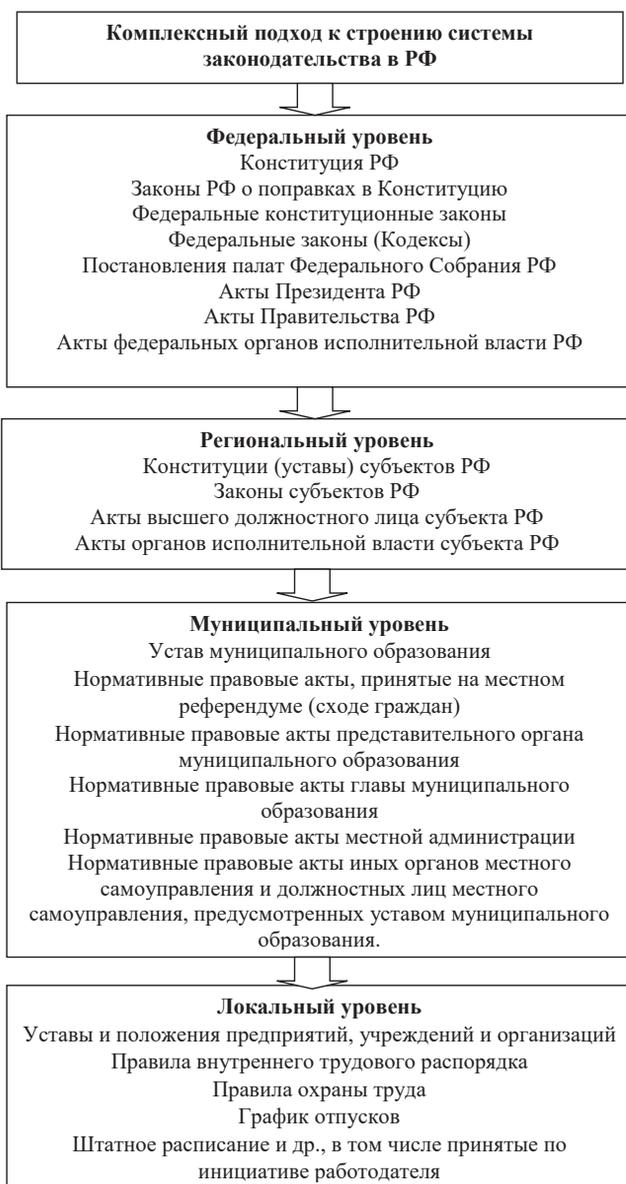 Комплексный подход к строению системы
законодательства в РФ
Федеральный уровень
Конституция РФ
Законы РФ о поправках в Конституцию
Федеральные конституционные законы
Федеральные законы (Кодексы)
Постановления палат Федерального Собрания РФ
Акты Президента РФ
Акты Правительства РФ
Акты федеральных органов исполнительной власти РФ
Региональный уровень
Конституции (уставы) субъектов РФ
Законы субъектов РФ
Акты высшего должностного лица субъекта РФ
Акты органов исполнительной власти субъекта РФ
Муниципальный уровень
Устав муниципального образования
Нормативные правовые акты, принятые на местном
референдуме (сходе граждан)
Нормативные правовые акты представительного органа
муниципального образования
Нормативные правовые акты главы муниципального
образования
Нормативные правовые акты местной администрации
Нормативные правовые акты иных органов местного
самоуправления и должностных лиц местного
самоуправления, предусмотренных уставом муниципального
образования.
Локальный уровень
Уставы и положения предприятий, учреждений и организаций
Правила внутреннего трудового распорядка
Правила охраны труда
График отпусков
Штатное расписание и др., в том числе принятые по
инициативе работодателя